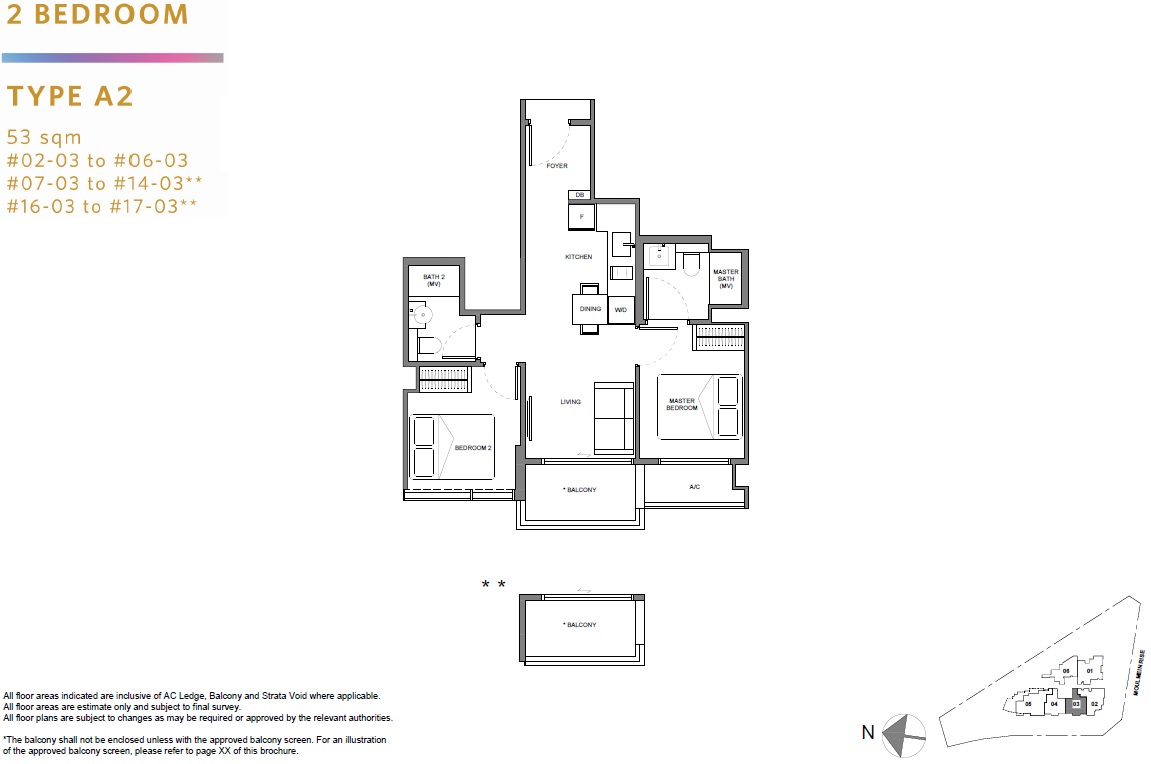 2 BEDROOM
TYPE A2
53 sqm
#02-03 to #06-03
#07-03 to #14-03**
#16-03 to #17-03**
FOYER
DB
F
KITCHEN
BATH 2
(MV)
MASTER
BATH
(MV)
DINING
W/D
LIVING
MASTER
BEDROOM
BEDROOM 2
* BALCONY
A/C
* *
* BALCONY
All floor areas indicated are inclusive of AC Ledge, Balcony and Strata Void where applicable.
All floor areas are estimate only and subject to final survey.
All floor plans are subject to changes as may be required or approved by the relevant authorities.
*The balcony shall not be enclosed unless with the approved balcony screen. For an illustration
of the approved balcony screen, please refer to page XX of this brochure.
N
06
01
05
04
03
02
MOULMEIN RISE